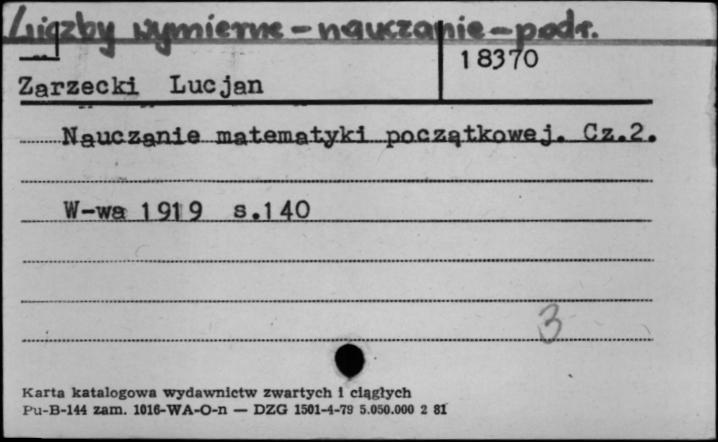 Liczby wymierne - nauczanie - podr.
18370
Zarzecki Lucjan
Nauczanie matematyki początkowej. Cz.2.
W-wa 1919 s.140
3
Karta katalogowa wydawnictw zwartych i ciągłych
Pu-B-144 zam. 1016-WA-O-n — DZG 1501-4-79 5.050.000 2 81